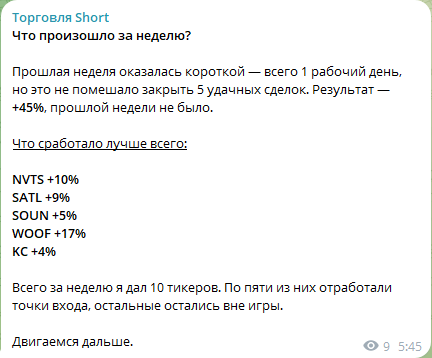 Торговля Short
Что произошло за неделю?
Прошлая неделя оказалась короткой — всего 1 рабочий день,
но это не помешало закрыть 5 удачных сделок. Результат —
+45%, прошлой недели не было.
Что сработало лучше всего:
NVTS +10%
SATL +9%
SOUN +5%
WOOF +17%
KC +4%
Всего за неделю я дал 10 тикеров. По пяти из них отработали
точки входа, остальные остались вне игры.
Двигаемся дальше.
9 5:45